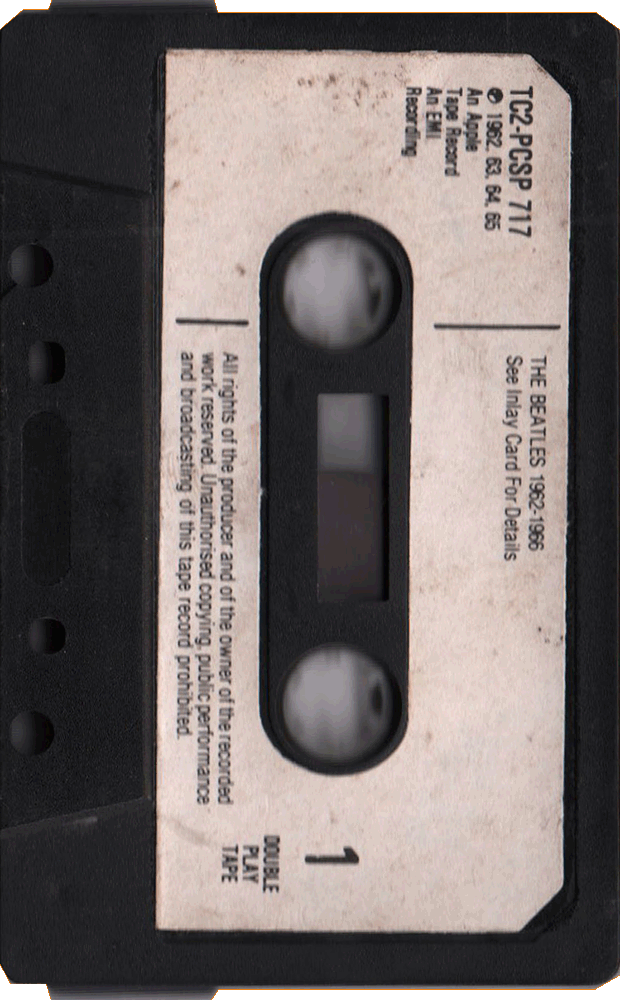 TC2-PCSP 717
℗ 1962, 63, 64, 65
An Apple
Tape Record
An EMI
Recording
THE BEATLES 1962-1966
See Inlay Card For Details
All rights of the producer and of the owner of the recorded
work reserved. Unauthorised copying, public performance
and broadcasting of this tape record prohibited.
1
DOUBLE
PLAY
TAPE